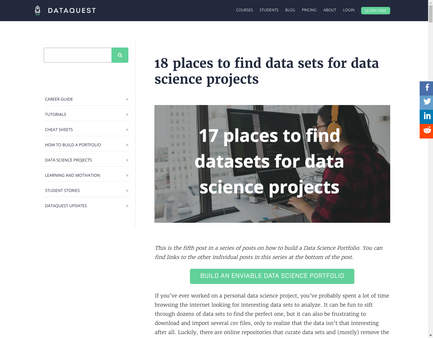 DATAQUEST
COURSES STUDENTS BLOG PRICING ABOUT LOGIN
18 places to find data sets for data
science projects
CAREER GUIDE
TUTORIALS
CHEAT SHEETS
HOW TO BUILD A PORTFOLIO
DATA SCIENCE PROJECTS
LEARNING AND MOTIVATION
STUDENT STORIES
DATAQUEST UPDATES
17 places to find
datasets for data
science projects
This is the fifth post in a series of posts on how to build a Data Science Portfolio. You can
find links to the other individual posts in this series at the bottom of the post.
BUILD AN ENVIABLE DATA SCIENCE PORTFOLIO
If you've ever worked on a personal data science project, you've probably spent a lot of time
browsing the internet looking for interesting data sets to analyze. It can be fun to sift
through dozens of data sets to find the perfect one, but it can also be frustrating to
download and import several csv files, only to realize that the data isn't that interesting
after all. Luckily, there are online repositories that curate data sets and (mostly) remove the